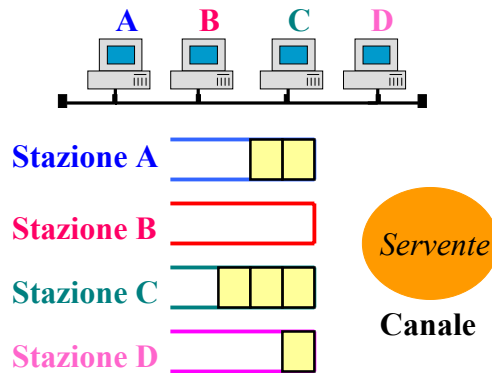 A B C D
Stazione A
Stazione B
Servente
Stazione C
Canale
Stazione D